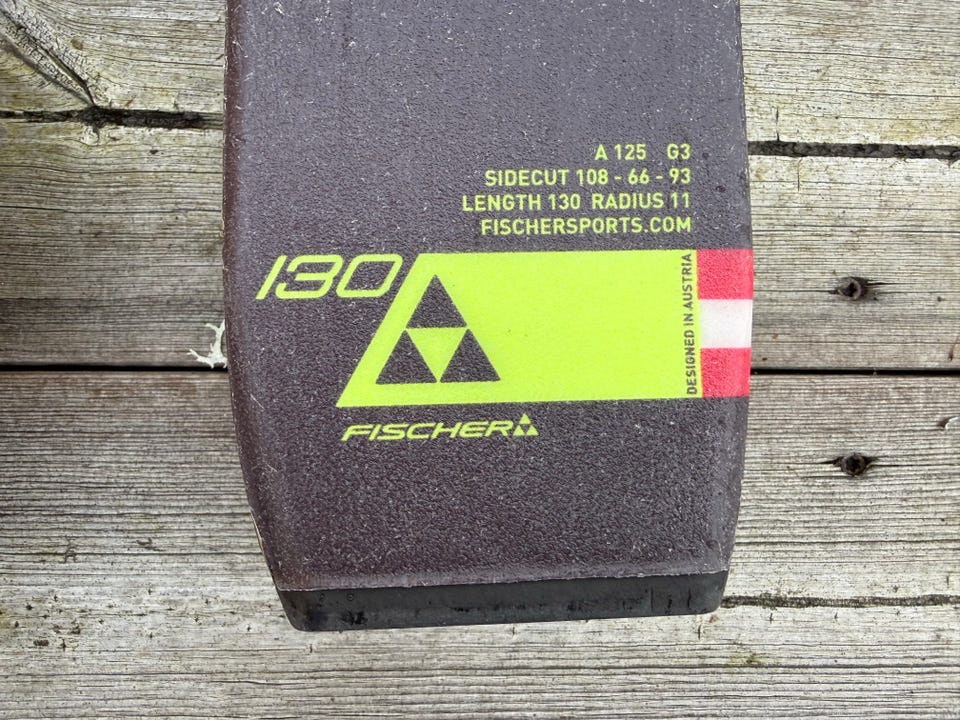 A 125 G3
SIDECUT 108 - 66 - 93
LENGTH 130 RADIUS 11
FISCHERSPORTS.COM
130
DESIGNED IN AUSTRIA
FISCHER